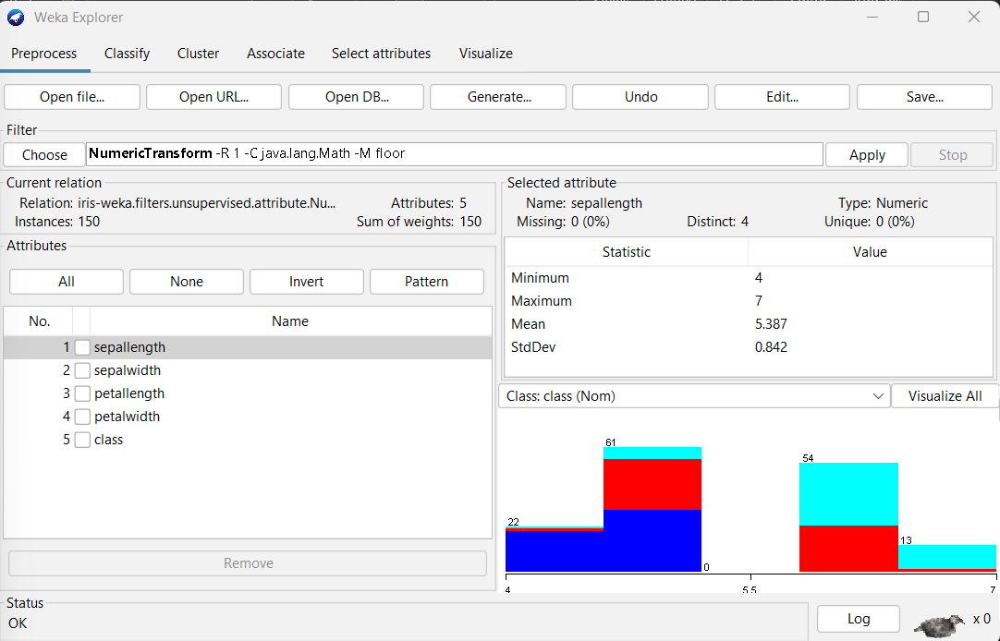 Weka Explorer
Preprocess Classify Cluster Associate Select attributes Visualize
Open file... Open URL... Open DB... Generate... Undo Edit... Save...
Filter
Choose NumericTransform -R 1 -C java.lang.Math -M floor Apply Stop
Current relation
Relation: iris-weka.filters.unsupervised.attribute.Nu... Attributes: 5
Instances: 150 Sum of weights: 150
Selected attribute
Name: sepallength Type: Numeric
Missing: 0 (0%) Distinct: 4 Unique: 0 (0%)
Attributes
All None Invert Pattern
No. Name
1 sepallength
2 sepalwidth
3 petallength
4 petalwidth
5 class
Remove
Statistic Value
Minimum 4
Maximum 7
Mean 5.387
StdDev 0.842
Class: class (Nom) Visualize All
22 61 0 54 13
4 5.5 7
Status
OK
Log x 0